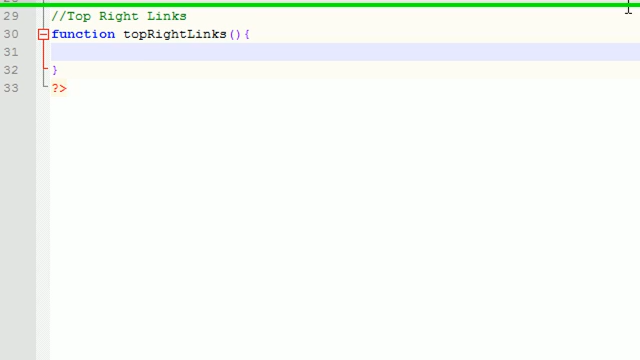 29 //Top Right Links
30 function topRightLinks(){
31
32 }
33 ?>